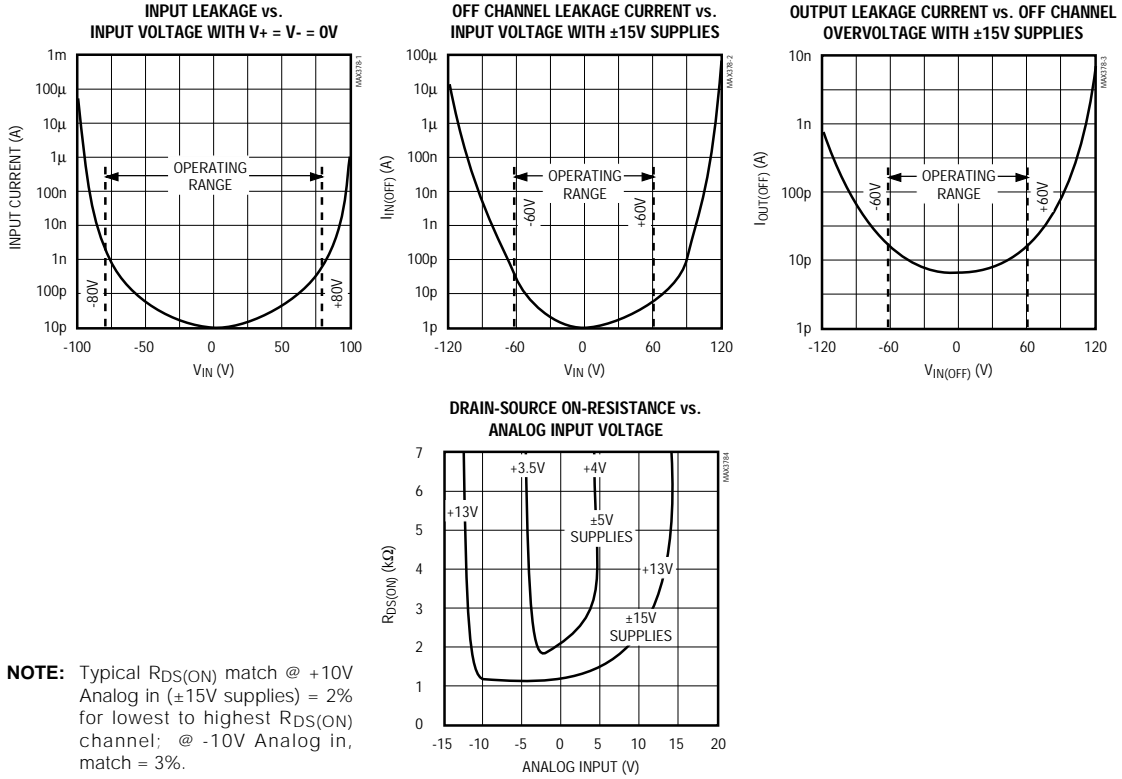 INPUT LEAKAGE vs.
INPUT VOLTAGE WITH V+ = V- = 0V
1m
100µ
10µ
1µ
100n
10n
1n
100p
10p
INPUT CURRENT (A)
OPERATING
RANGE
-80V
+80V
MAX378-1
-100
-50
0
50
100
VIN (V)
OFF CHANNEL LEAKAGE CURRENT vs.
INPUT VOLTAGE WITH ±15V SUPPLIES
100µ
10µ
1µ
100n
10n
1n
100p
10p
1p
IIN(OFF) (A)
OPERATING
RANGE
-60V
+60V
MAX378-2
-120
-60
0
60
120
VIN (V)
OUTPUT LEAKAGE CURRENT vs. OFF CHANNEL
OVERVOLTAGE WITH ±15V SUPPLIES
10n
1n
100p
10p
1p
IOUT(OFF) (A)
OPERATING
RANGE
-60V
+60V
MAX378-3
-120
-60
0
60
120
VIN(OFF) (V)
DRAIN-SOURCE ON-RESISTANCE vs.
ANALOG INPUT VOLTAGE
7
6
5
4
3
2
1
0
RDS(ON) (kΩ)
+3.5V
+4V
+13V
±5V
SUPPLIES
+13V
±15V
SUPPLIES
MAX3784
-15
-10
-5
0
5
10
15
20
ANALOG INPUT (V)
NOTE: Typical RDS(ON) match @ +10V
Analog in (±15V supplies) = 2%
for lowest to highest RDS(ON)
channel; @ -10V Analog in,
match = 3%.